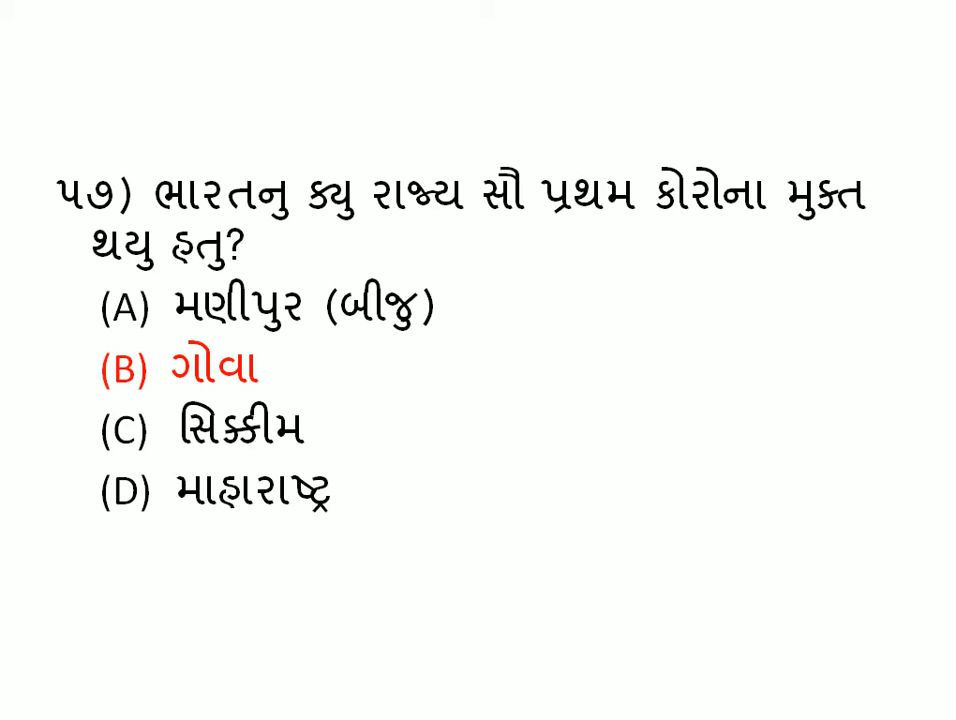 ૫૭) ભારતનુ ક્યુ રાજ્ય સૌ પ્રથમ કોરોના મુક્ત
થયુ હતુ?
(A) મણીપુર (બીજુ)
(B) ગોવા
(C) સિક્કીમ
(D) માહારાષ્ટ્ર